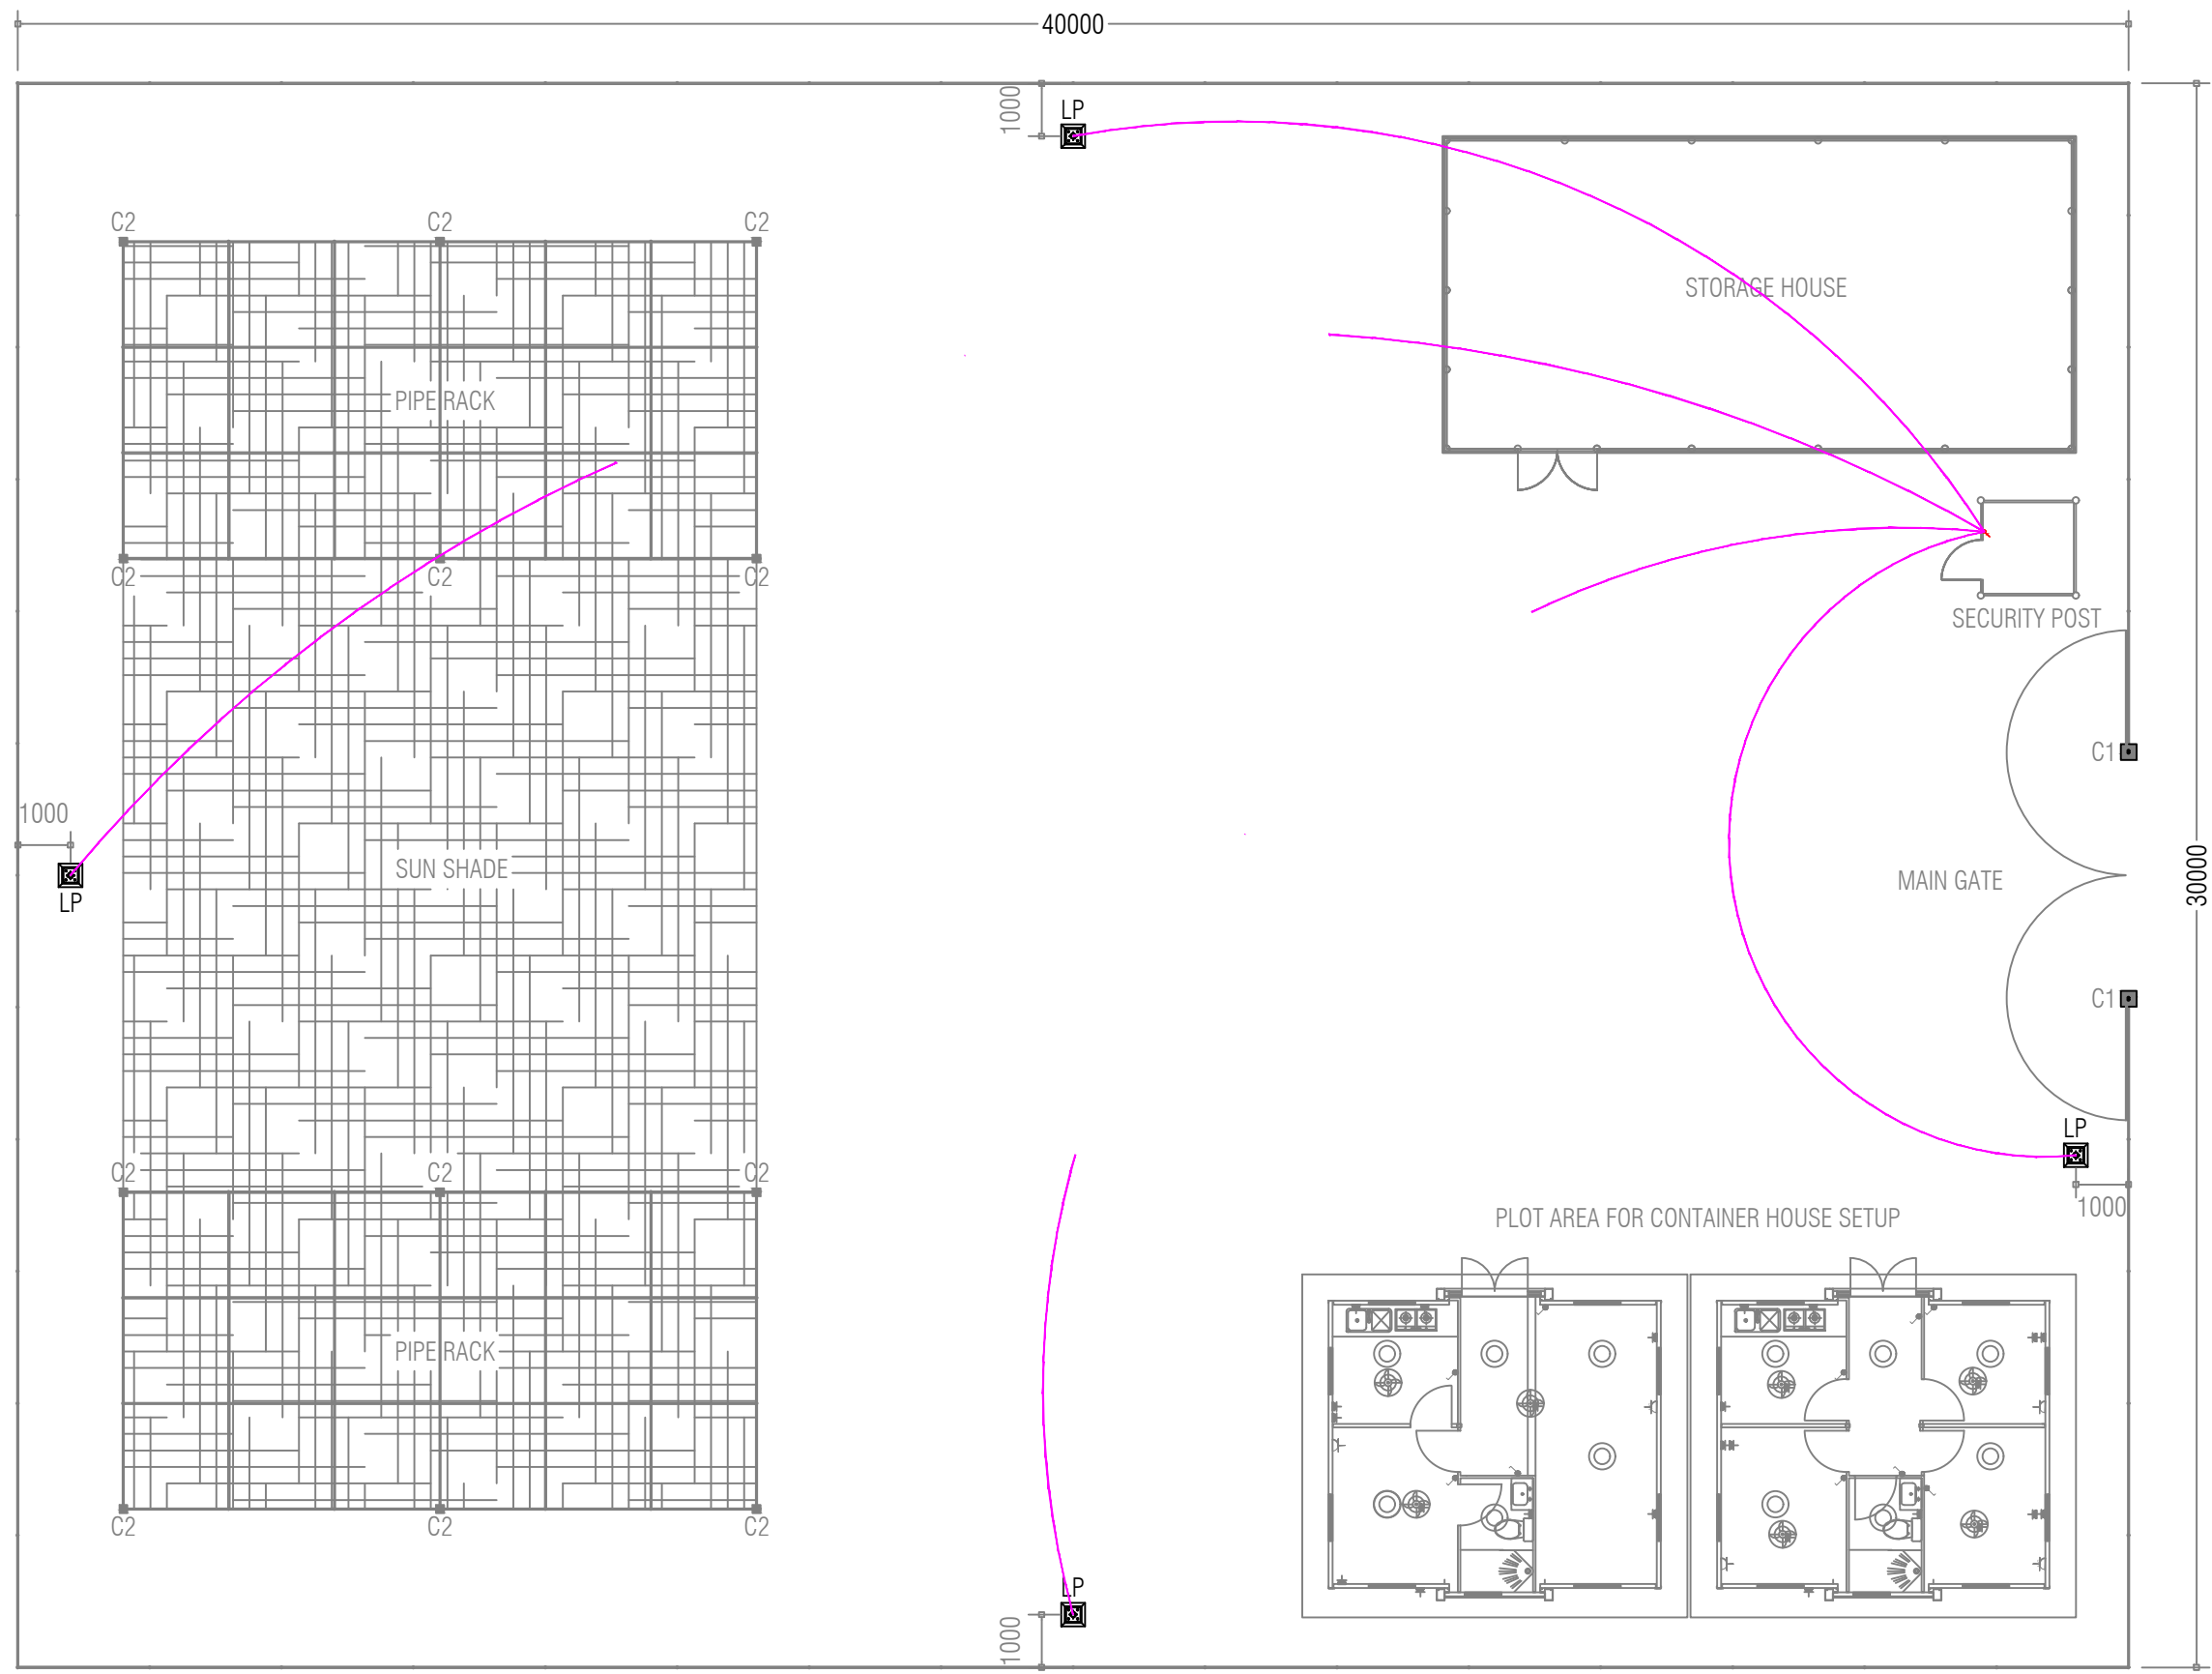 40000
1000
LP
C2 C2 C2
STORAGE HOUSE
PIPE RACK
C2 C2 C2
SECURITY POST
C1
1000
SUN SHADE
MAIN GATE
30000
LP
C1
LP
C2 C2 C2
1000
PLOT AREA FOR CONTAINER HOUSE SETUP
PIPE RACK
C2 C2 C2
LP
1000